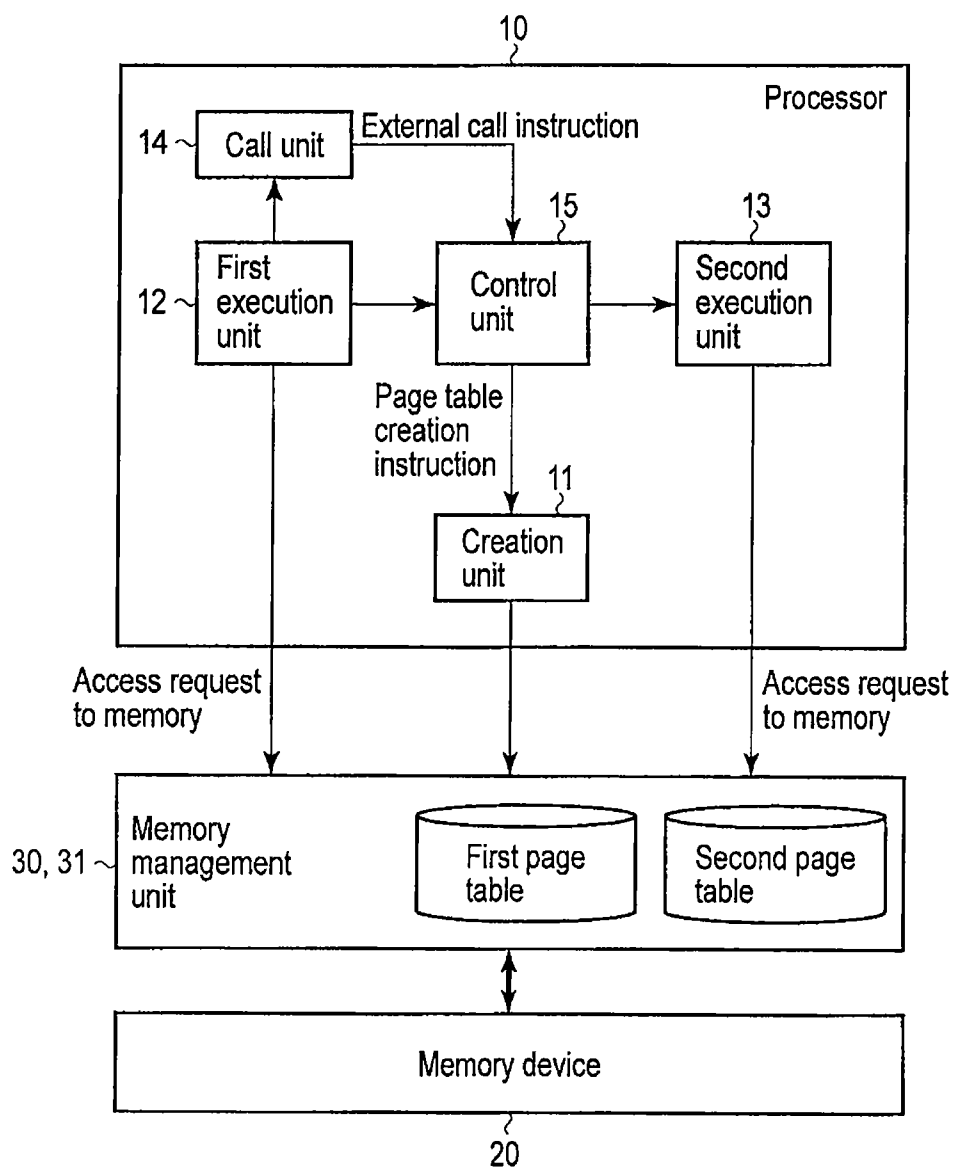 10
Processor
14
Call unit
External call instruction
15
13
12
First
execution
unit
Control
unit
Second
execution
unit
Page table
creation
instruction
11
Creation
unit
Access request
to memory
Access request
to memory
30, 31
Memory
management
unit
First page
table
Second page
table
Memory device
20